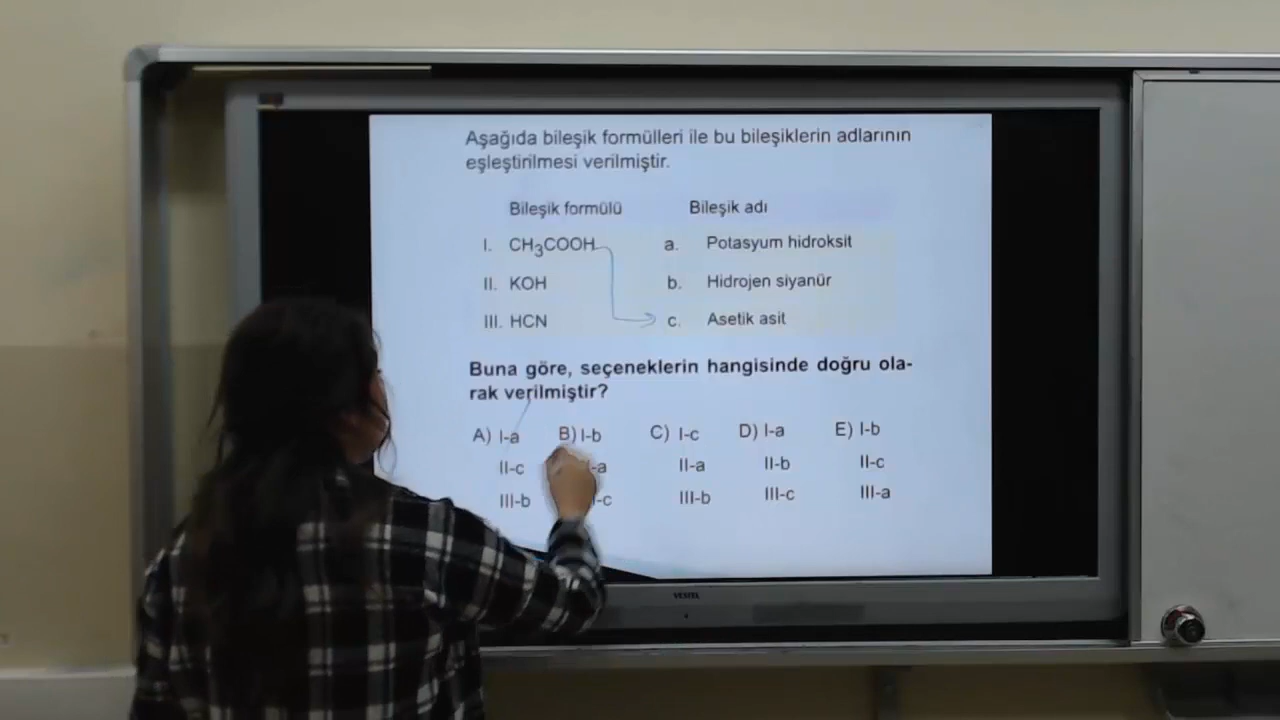 Aşağıda bileşik formülleri ile bu bileşiklerin adlarının
eşleştirilmesi verilmiştir.
Bileşik formülü Bileşik adı
I. CH₃COOH a. Potasyum hidroksit
II. KOH b. Hidrojen siyanür
III. HCN c. Asetik asit
Buna göre, seçeneklerin hangisinde doğru ola-
rak verilmiştir?
A) I-a B) I-b C) I-c D) I-a E) I-b
II-c -a II-a II-b II-c
III-b -c III-b III-c III-a
VESTEL